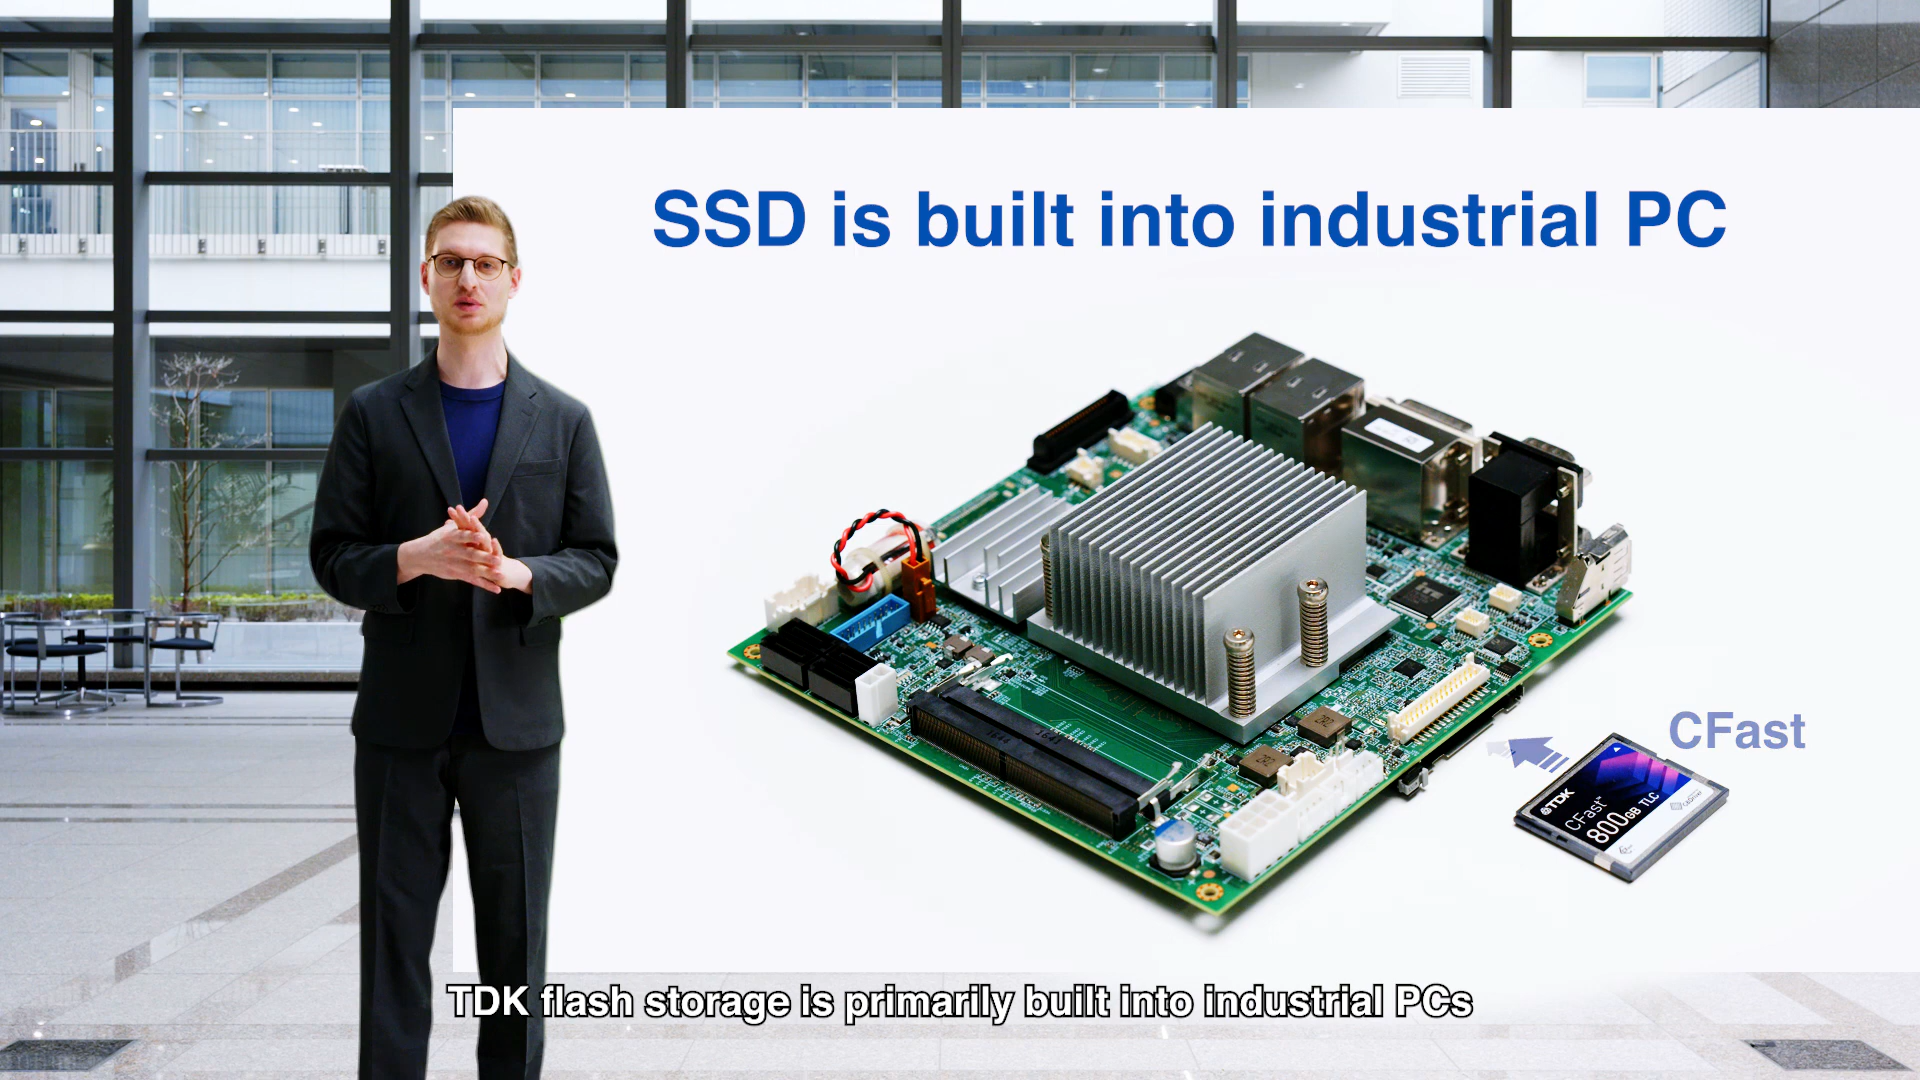 SSD is built into industrial PC
CFast
TDK
CFast™
800GB TLC
TDK flash storage is primarily built into industrial PCs